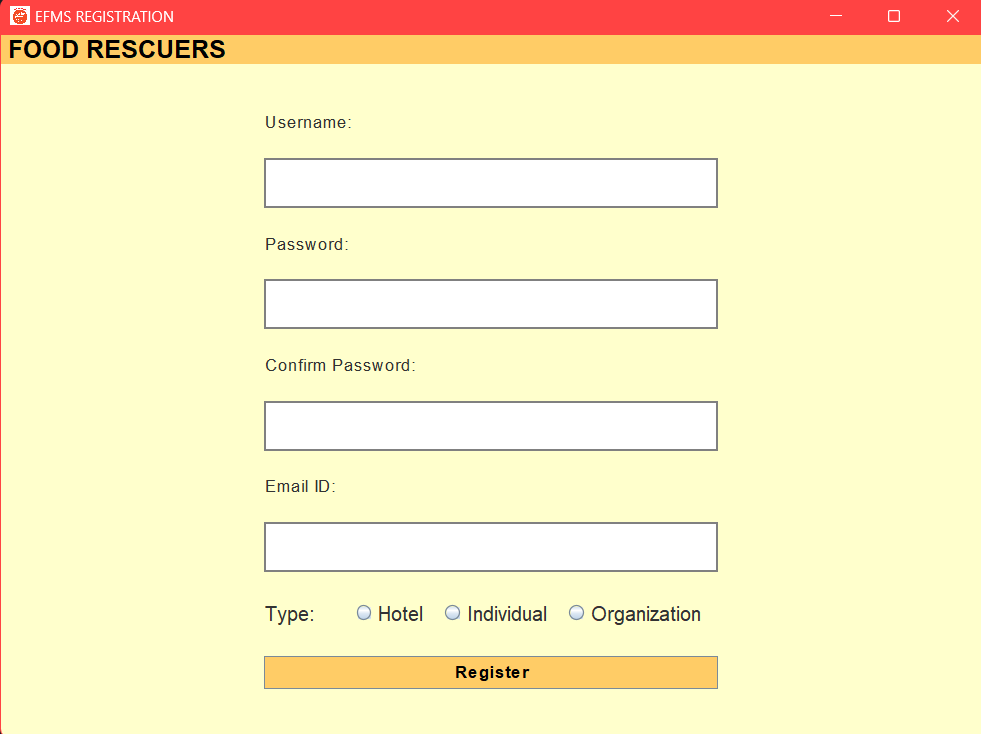 EFMS REGISTRATION
FOOD RESCUERS
Username:
Password:
Confirm Password:
Email ID:
Type: Hotel Individual Organization
Register